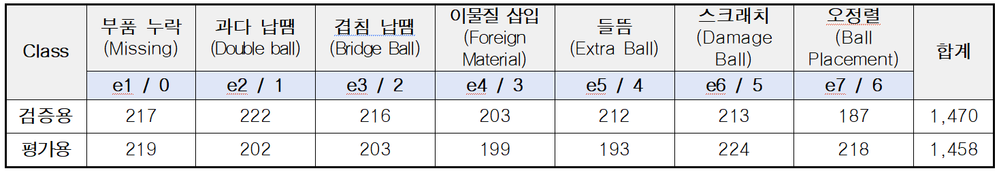 Class 부품 누락 (Missing) 과다 납땜 (Double ball) 겹침 납땜 (Bridge Ball) 이물질 삽입 (Foreign Material) 들뜸 (Extra Ball) 스크래치 (Damage Ball) 오정렬 (Ball Placement) 합계
e1 / 0 e2 / 1 e3 / 2 e4 / 3 e5 / 4 e6 / 5 e7 / 6
검증용 217 222 216 203 212 213 187 1,470
평가용 219 202 203 199 193 224 218 1,458